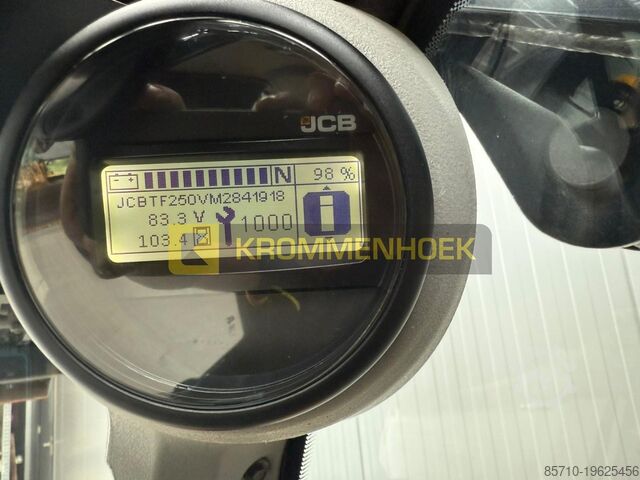 JCB
N 98 %
JCBTF250VM2841918
83.3 V
1000
103.4
i
KROMMENHOEK
85710-19625456